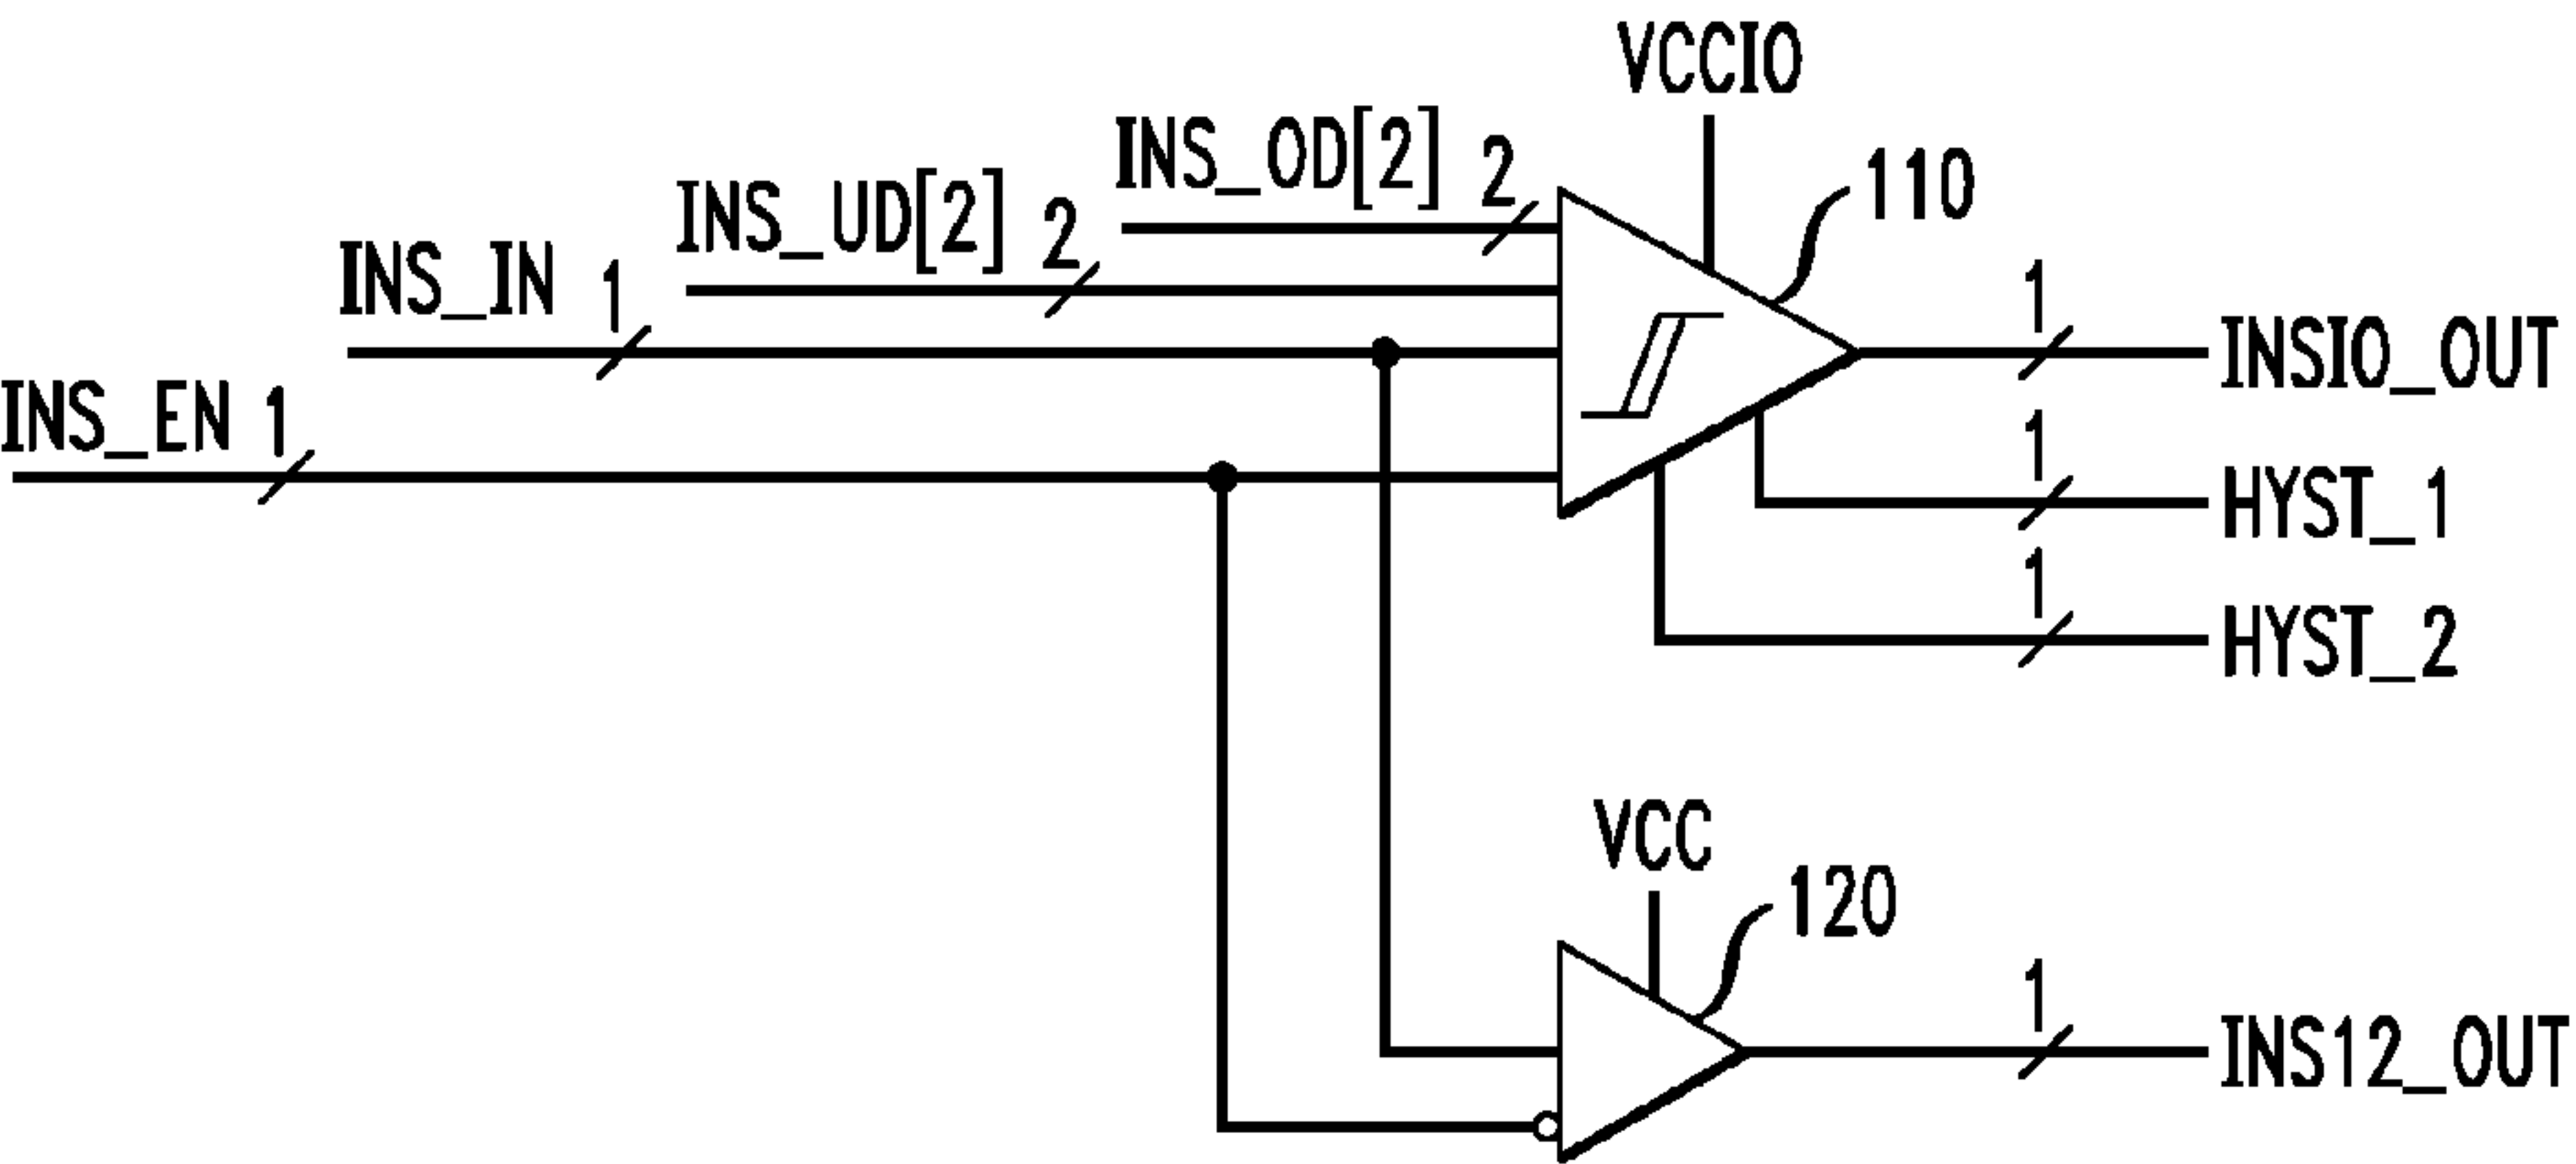 VCCIO
INS_OD[2] 2
110
INS_UD[2] 2
INS_IN 1
1
INSIO_OUT
INS_EN 1
1
HYST_1
1
HYST_2
VCC
120
1
INS12_OUT